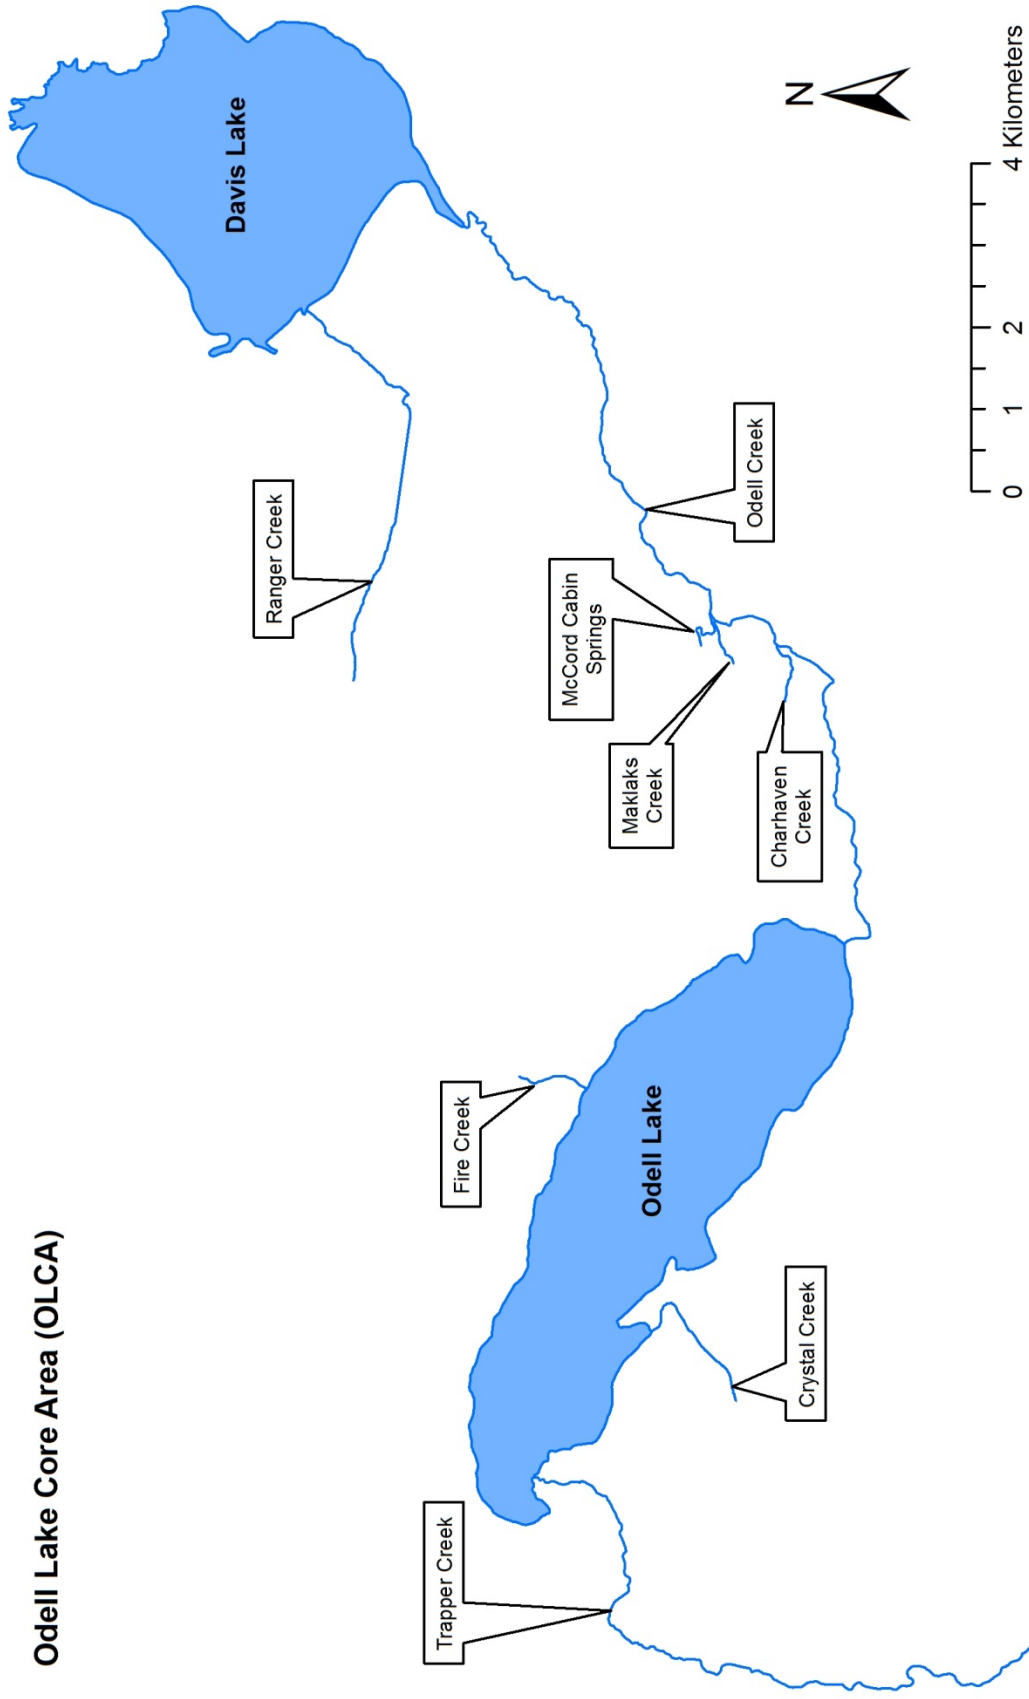 Odell Lake Core Area (OLCA)
Trapper Creek
Fire Creek
Ranger Creek
Davis Lake
Odell Lake
Crystal Creek
McCord Cabin
Springs
Maklaks
Creek
Charhaven
Creek
Odell Creek
N
0 1 2 4 Kilometers